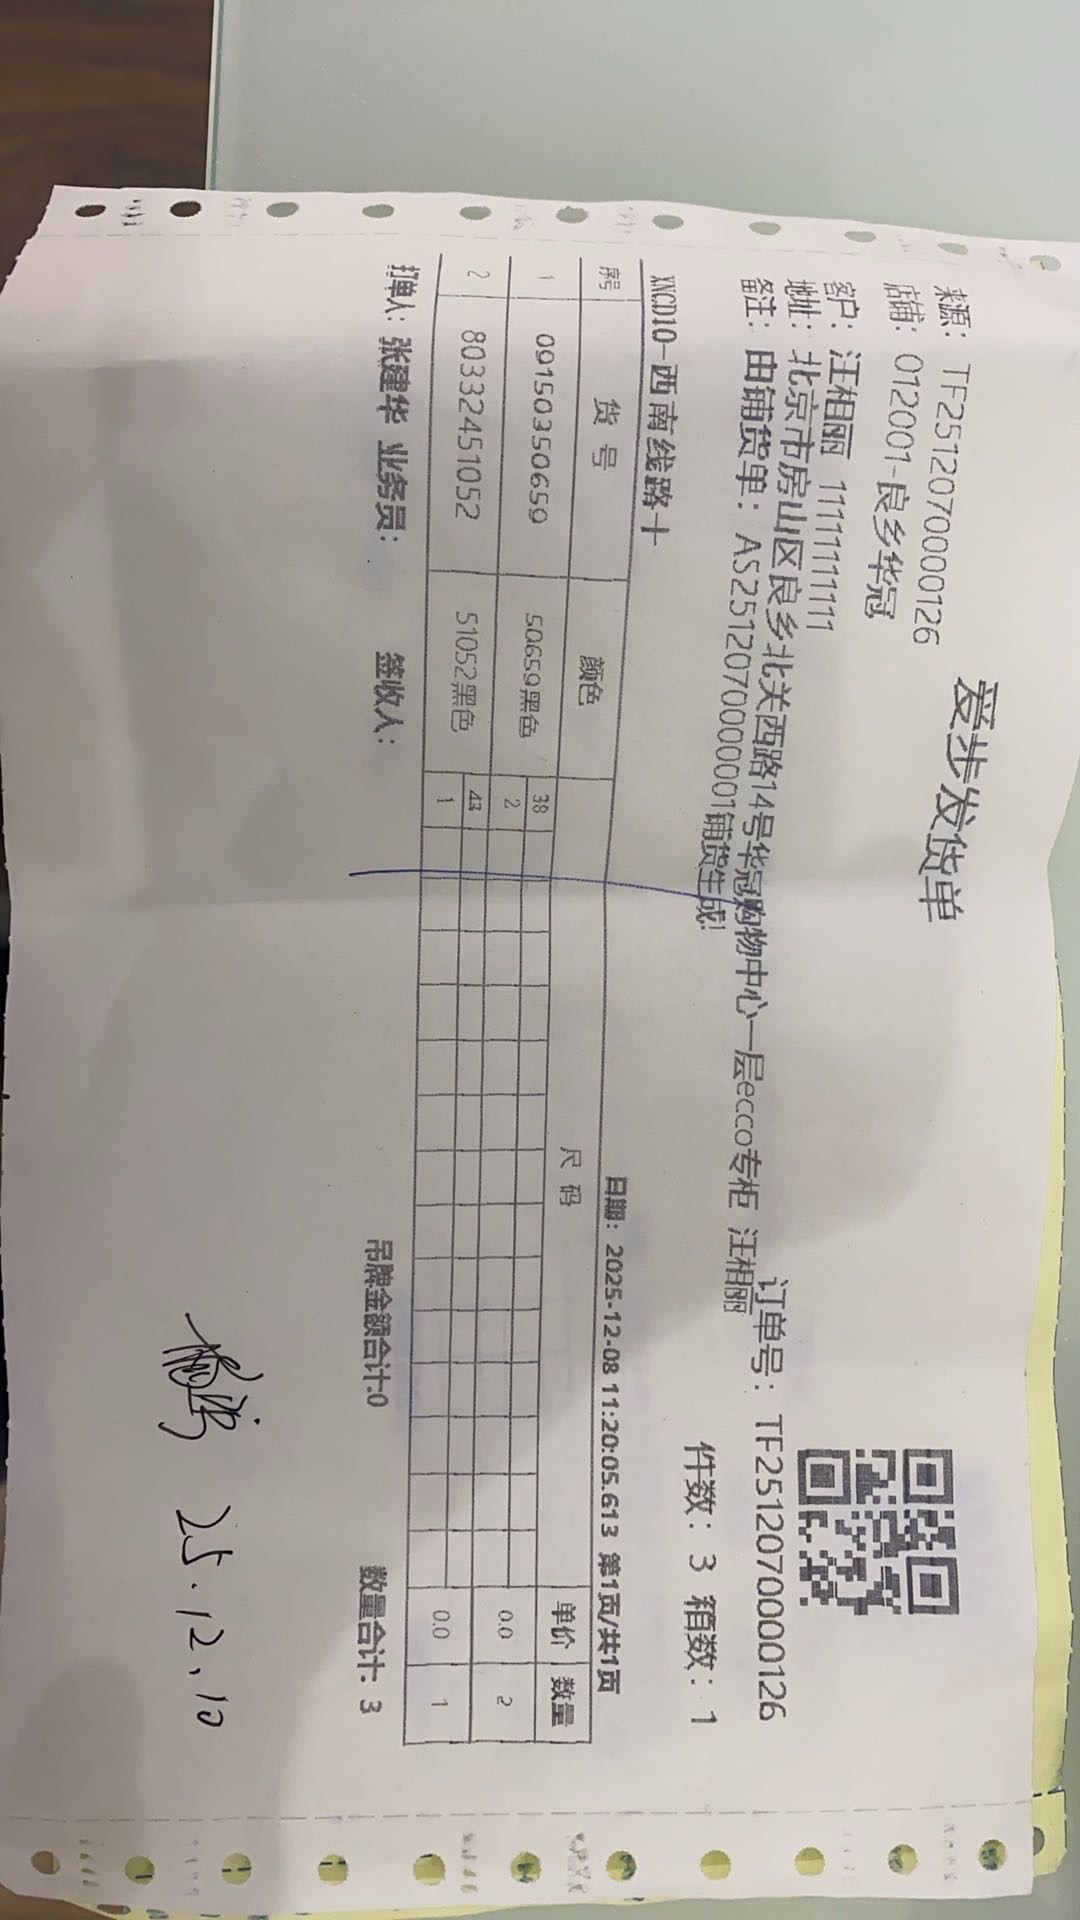 爱步发货单
来源：TF2512070000126
店铺：012001-良乡华冠
客户：汪相丽 11111111111 订单号：TF2512070000126
地址：北京市房山区良乡北关西路14号华冠购物中心一层ecco专柜 汪相丽
备注：由铺货单：AS2512070000001铺货生成! 件数：3 箱数：1
XNCD10-西南线路十 日期：2025-12-08 11:20:05.613 第1页/共1页
序号 货号 颜色 尺码 单价 数量
1 09150350659 50659黑色 38 0.0 2
2
2 80332451052 51052黑色 43 0.0 1
1
打单人：张建华 业务员： 签收人： 吊牌金额合计:0 数量合计：3
25.12.10